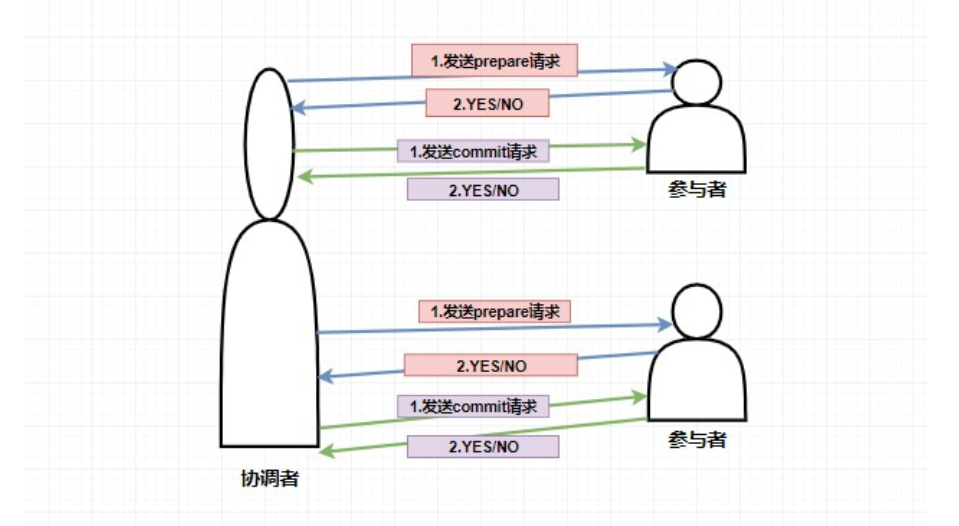 1.发送prepare请求
2.YES/NO
1.发送commit请求
2.YES/NO
参与者
1.发送prepare请求
2.YES/NO
1.发送commit请求
2.YES/NO
参与者
协调者